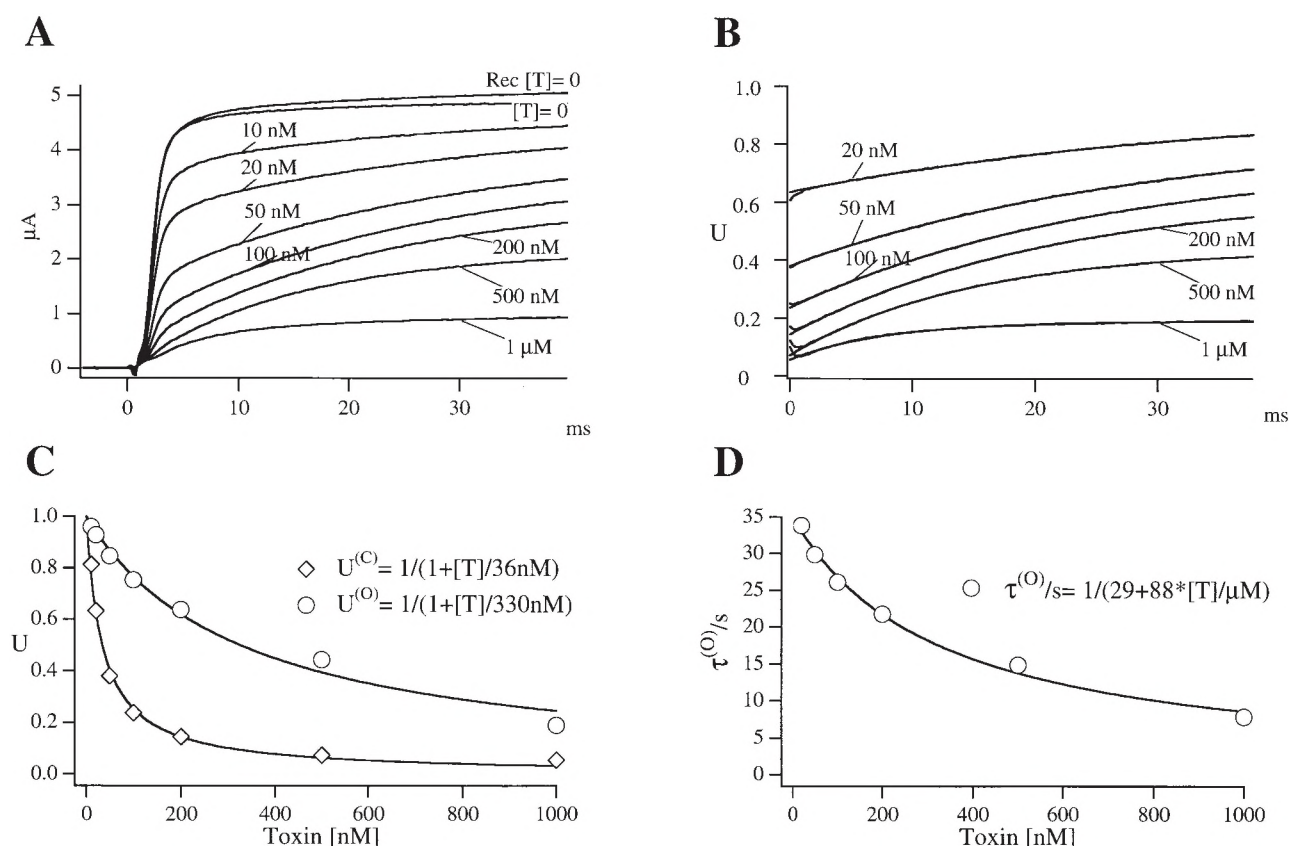 A
Rec [T]= 0
[T]= 0
10 nM
20 nM
50 nM
100 nM
200 nM
500 nM
1 μM
5
4
3
2
1
0
μA
0
10
20
30
ms
B
1.0
0.8
0.6
0.4
0.2
0
U
20 nM
50 nM
100 nM
200 nM
500 nM
1 μM
0
10
20
30
ms
C
1.0
0.8
0.6
0.4
0.2
0.0
U
U(C)= 1/(1+[T]/36nM)
U(O)= 1/(1+[T]/330nM)
0
200
400
600
800
1000
Toxin [nM]
D
35
30
25
20
15
10
5
0
τ(O)/s
τ(O)/s= 1/(29+88*[T]/μM)
0
200
400
600
800
1000
Toxin [nM]